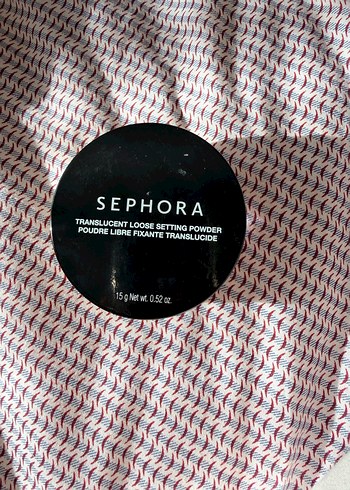 SEPHORA
TRANSLUCENT LOOSE SETTING POWDER
POUDRE LIBRE FIXANTE TRANSLUCIDE
15 g Net wt. 0.52 oz.